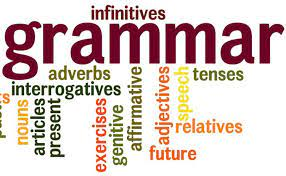 infinitives
grammar
adverbs
tenses
interrogatives
nouns
articles
present
exercises
genitive
affirmative
adjectives
speech
relatives
future